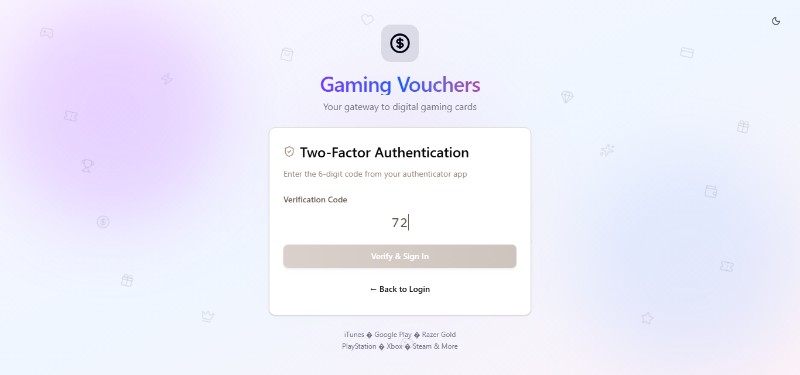 Gaming Vouchers
Your gateway to digital gaming cards
Two-Factor Authentication
Enter the 6-digit code from your authenticator app
Verification Code
72
Verify & Sign In
← Back to Login
iTunes � Google Play � Razer Gold
PlayStation � Xbox � Steam & More